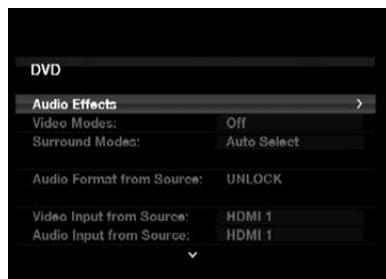 DVD
Audio Effects >
Video Modes: Off
Surround Modes: Auto Select
Audio Format from Source: UNLOCK
Video Input from Source: HDMI 1
Audio Input from Source: HDMI 1